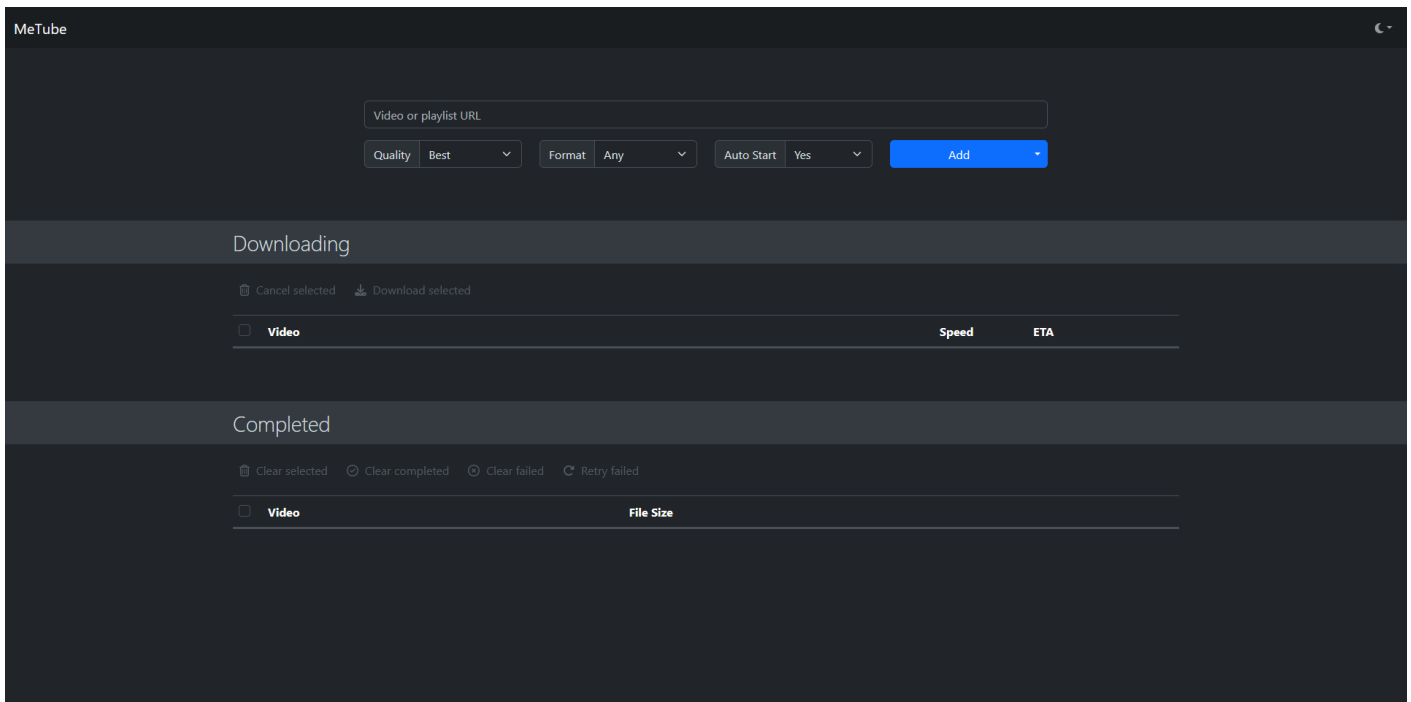 MeTube
Video or playlist URL
Quality Best Format Any Auto Start Yes Add
Downloading
Cancel selected Download selected
Video Speed ETA
Completed
Clear selected Clear completed Clear failed Retry failed
Video File Size